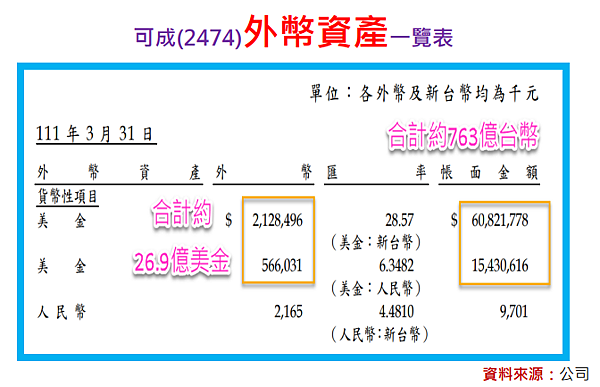 可成(2474)外幣資產一覽表
單位：各外幣及新台幣均為千元
111 年 3 月 31 日
合計約763億台幣
外幣資產 外幣 匯率 帳面金額
貨幣性項目
美金 $ 2,128,496 28.57 $ 60,821,778
合計約
(美金：新台幣)
26.9億美金
美金 566,031 6.3482 15,430,616
(美金：人民幣)
人民幣 2,165 4.4810 9,701
(人民幣：新台幣)
資料來源：公司